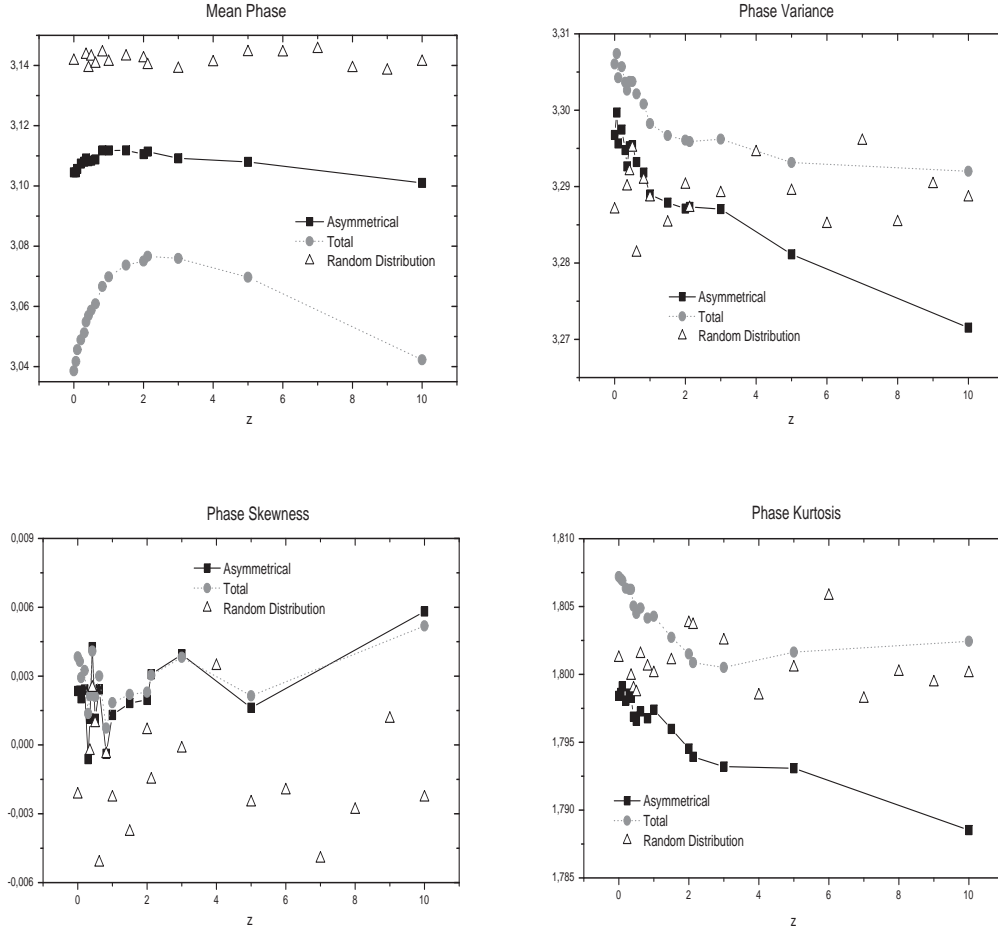 Mean Phase
3,14
3,12
3,10
3,08
3,06
3,04
Asymmetrical
Total
Random Distribution
0 2 4 6 8 10
z
Phase Variance
3,31
3,30
3,29
3,28
3,27
Asymmetrical
Total
Random Distribution
0 2 4 6 8 10
z
Phase Skewness
0,009
0,006
0,003
0,000
-0,003
-0,006
Asymmetrical
Total
Random Distribution
0 2 4 6 8 10
z
Phase Kurtosis
1,810
1,805
1,800
1,795
1,790
1,785
Asymmetrical
Total
Random Distribution
0 2 4 6 8 10
z